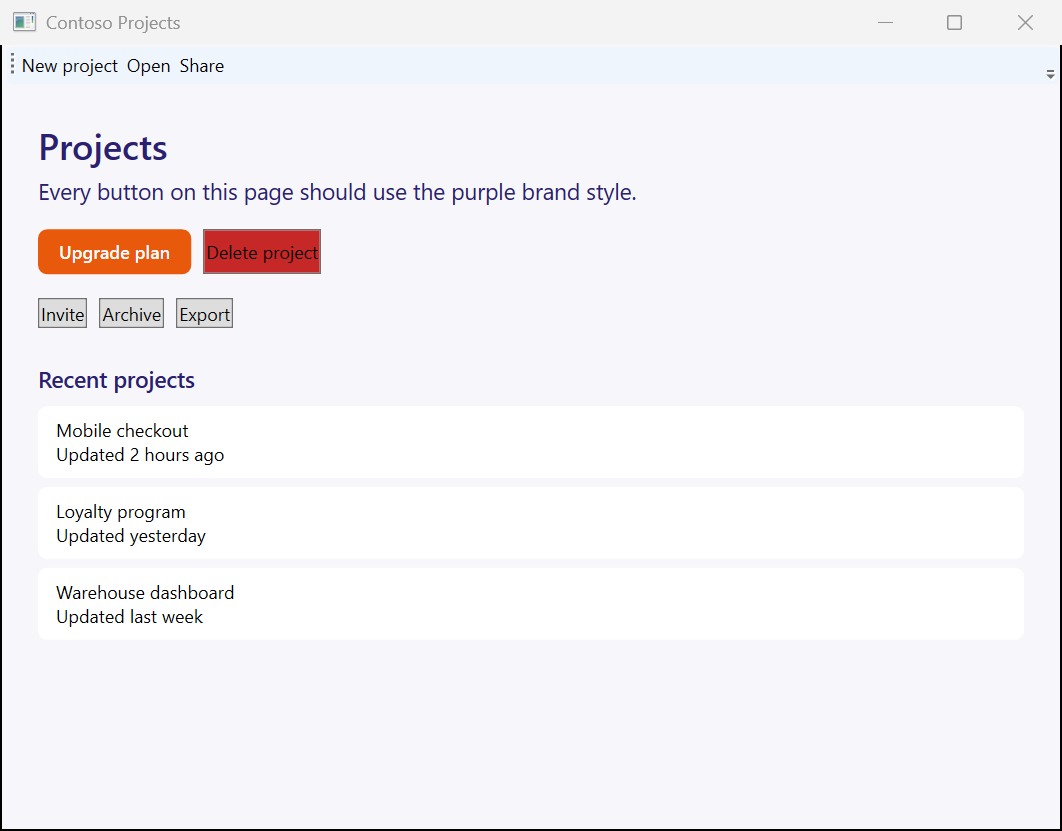 Contoso Projects
New project Open Share
Projects
Every button on this page should use the purple brand style.
Upgrade plan Delete project
Invite Archive Export
Recent projects
Mobile checkout
Updated 2 hours ago
Loyalty program
Updated yesterday
Warehouse dashboard
Updated last week